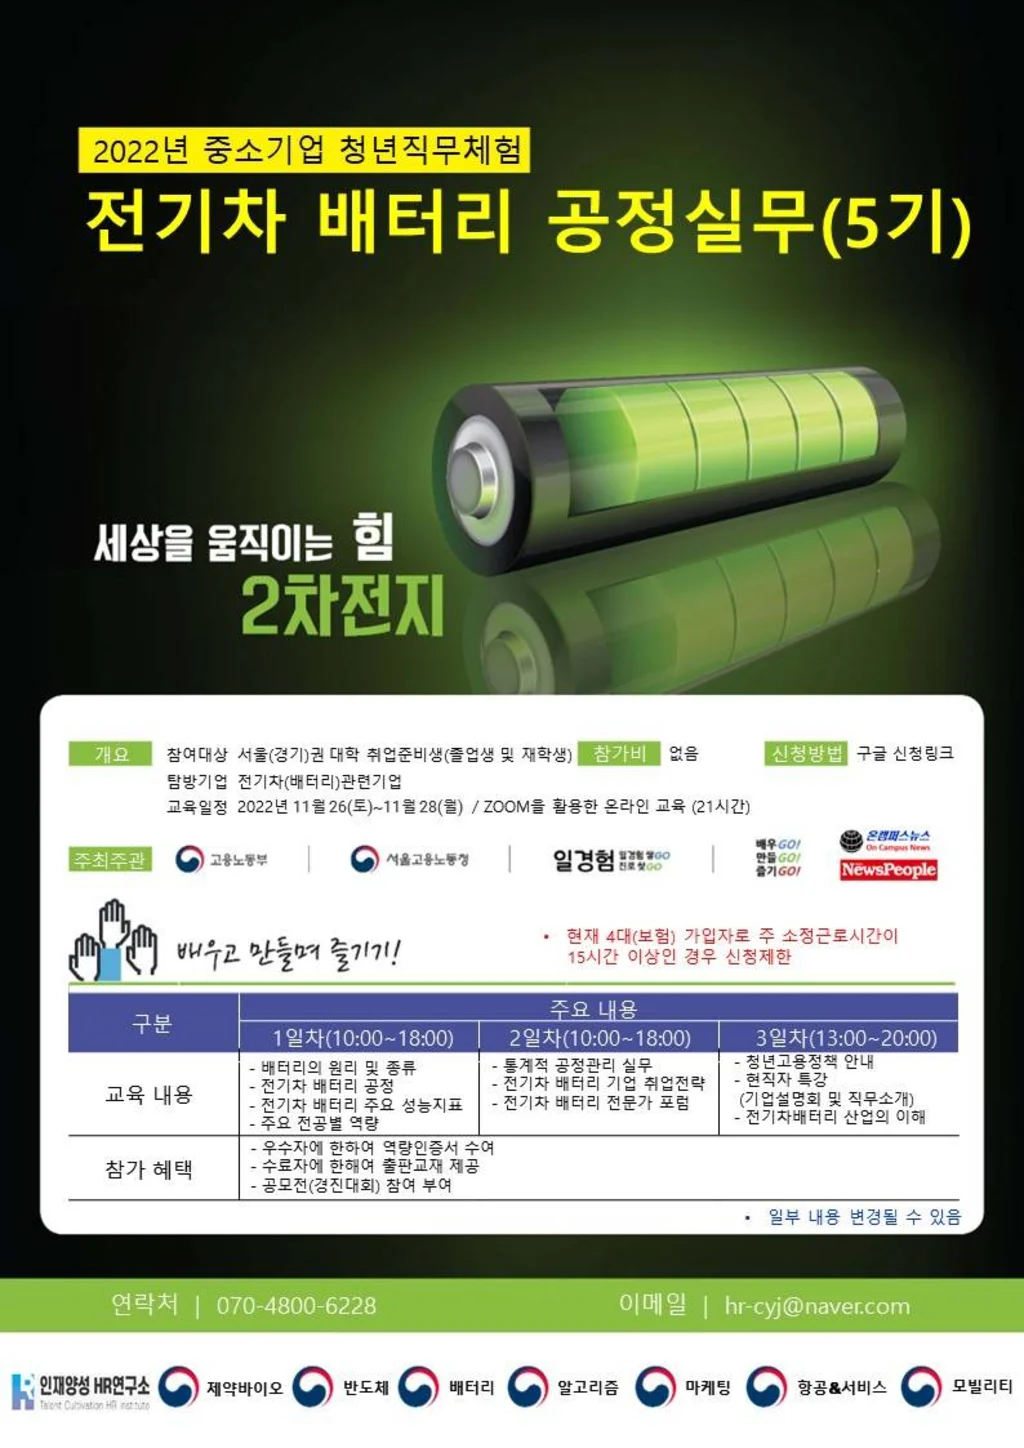 2022년 중소기업 청년직무체험
전기차 배터리 공정실무(5기)
세상을 움직이는 힘
2차전지
개요 참여대상 서울(경기)권 대학 취업준비생(졸업생 및 재학생) 참가비 없음 신청방법 구글 신청링크
탐방기업 전기차(배터리)관련기업
교육일정 2022년 11월 26(토)~11월 28(월) / ZOOM을 활용한 온라인 교육 (21시간)
주최주관 고용노동부 서울고용노동청 일경험 일경험 쌓GO 진로 찾GO
배우GO!
만들GO!
즐기GO!
온캠퍼스뉴스
On Campus News
NewsPeople
배우고 만들며 즐기기!
• 현재 4대(보험) 가입자로 주 소정근로시간이
15시간 이상인 경우 신청제한
구분 주요 내용
1일차(10:00~18:00) 2일차(10:00~18:00) 3일차(13:00~20:00)
교육 내용
- 배터리의 원리 및 종류
- 전기차 배터리 공정
- 전기차 배터리 주요 성능지표
- 주요 전공별 역량
- 통계적 공정관리 실무
- 전기차 배터리 기업 취업전략
- 전기차 배터리 전문가 포럼
- 청년고용정책 안내
- 현직자 특강
(기업설명회 및 직무소개)
- 전기차배터리 산업의 이해
참가 혜택
- 우수자에 한하여 역량인증서 수여
- 수료자에 한해여 출판교재 제공
- 공모전(경진대회) 참여 부여
• 일부 내용 변경될 수 있음
연락처 | 070-4800-6228 이메일 | hr-cyj@naver.com
인재양성 HR연구소
Talent Cultivation HR Institute
제약바이오 반도체 배터리 알고리즘 마케팅 항공&서비스 모빌리티